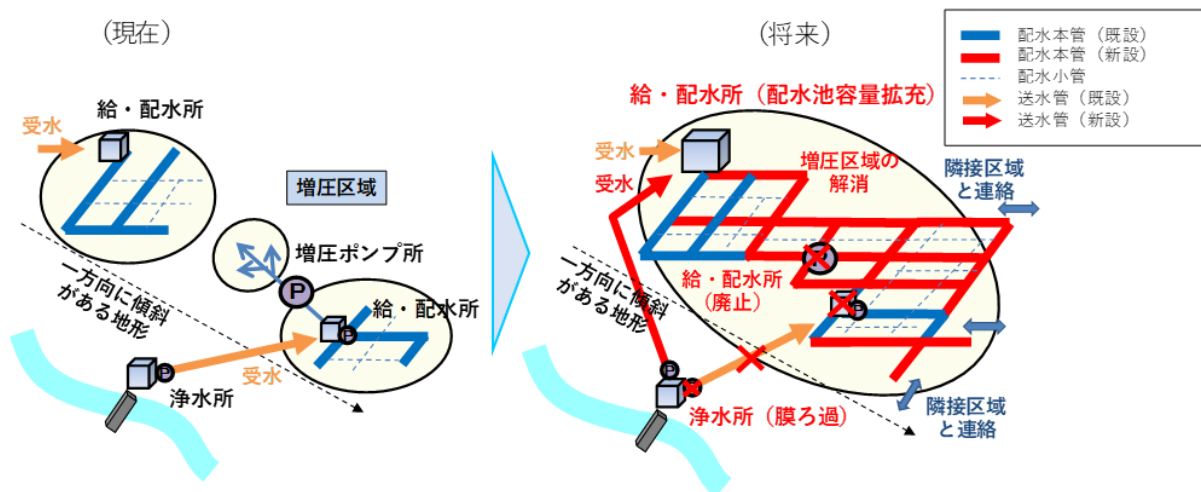 (現在)
給・配水所
受水
増圧区域
増圧ポンプ所
P
給・配水所
P
一方向に傾斜
がある地形
P
受水
浄水所
(将来)
配水本管(既設)
配水本管(新設)
配水小管
送水管(既設)
送水管(新設)
給・配水所(配水池容量拡充)
受水
受水
増圧区域の
解消
隣接区域
と連絡
P
給・配水所
(廃止)
P
一方向に傾斜
がある地形
P
浄水所(膜ろ過)
隣接区域
と連絡